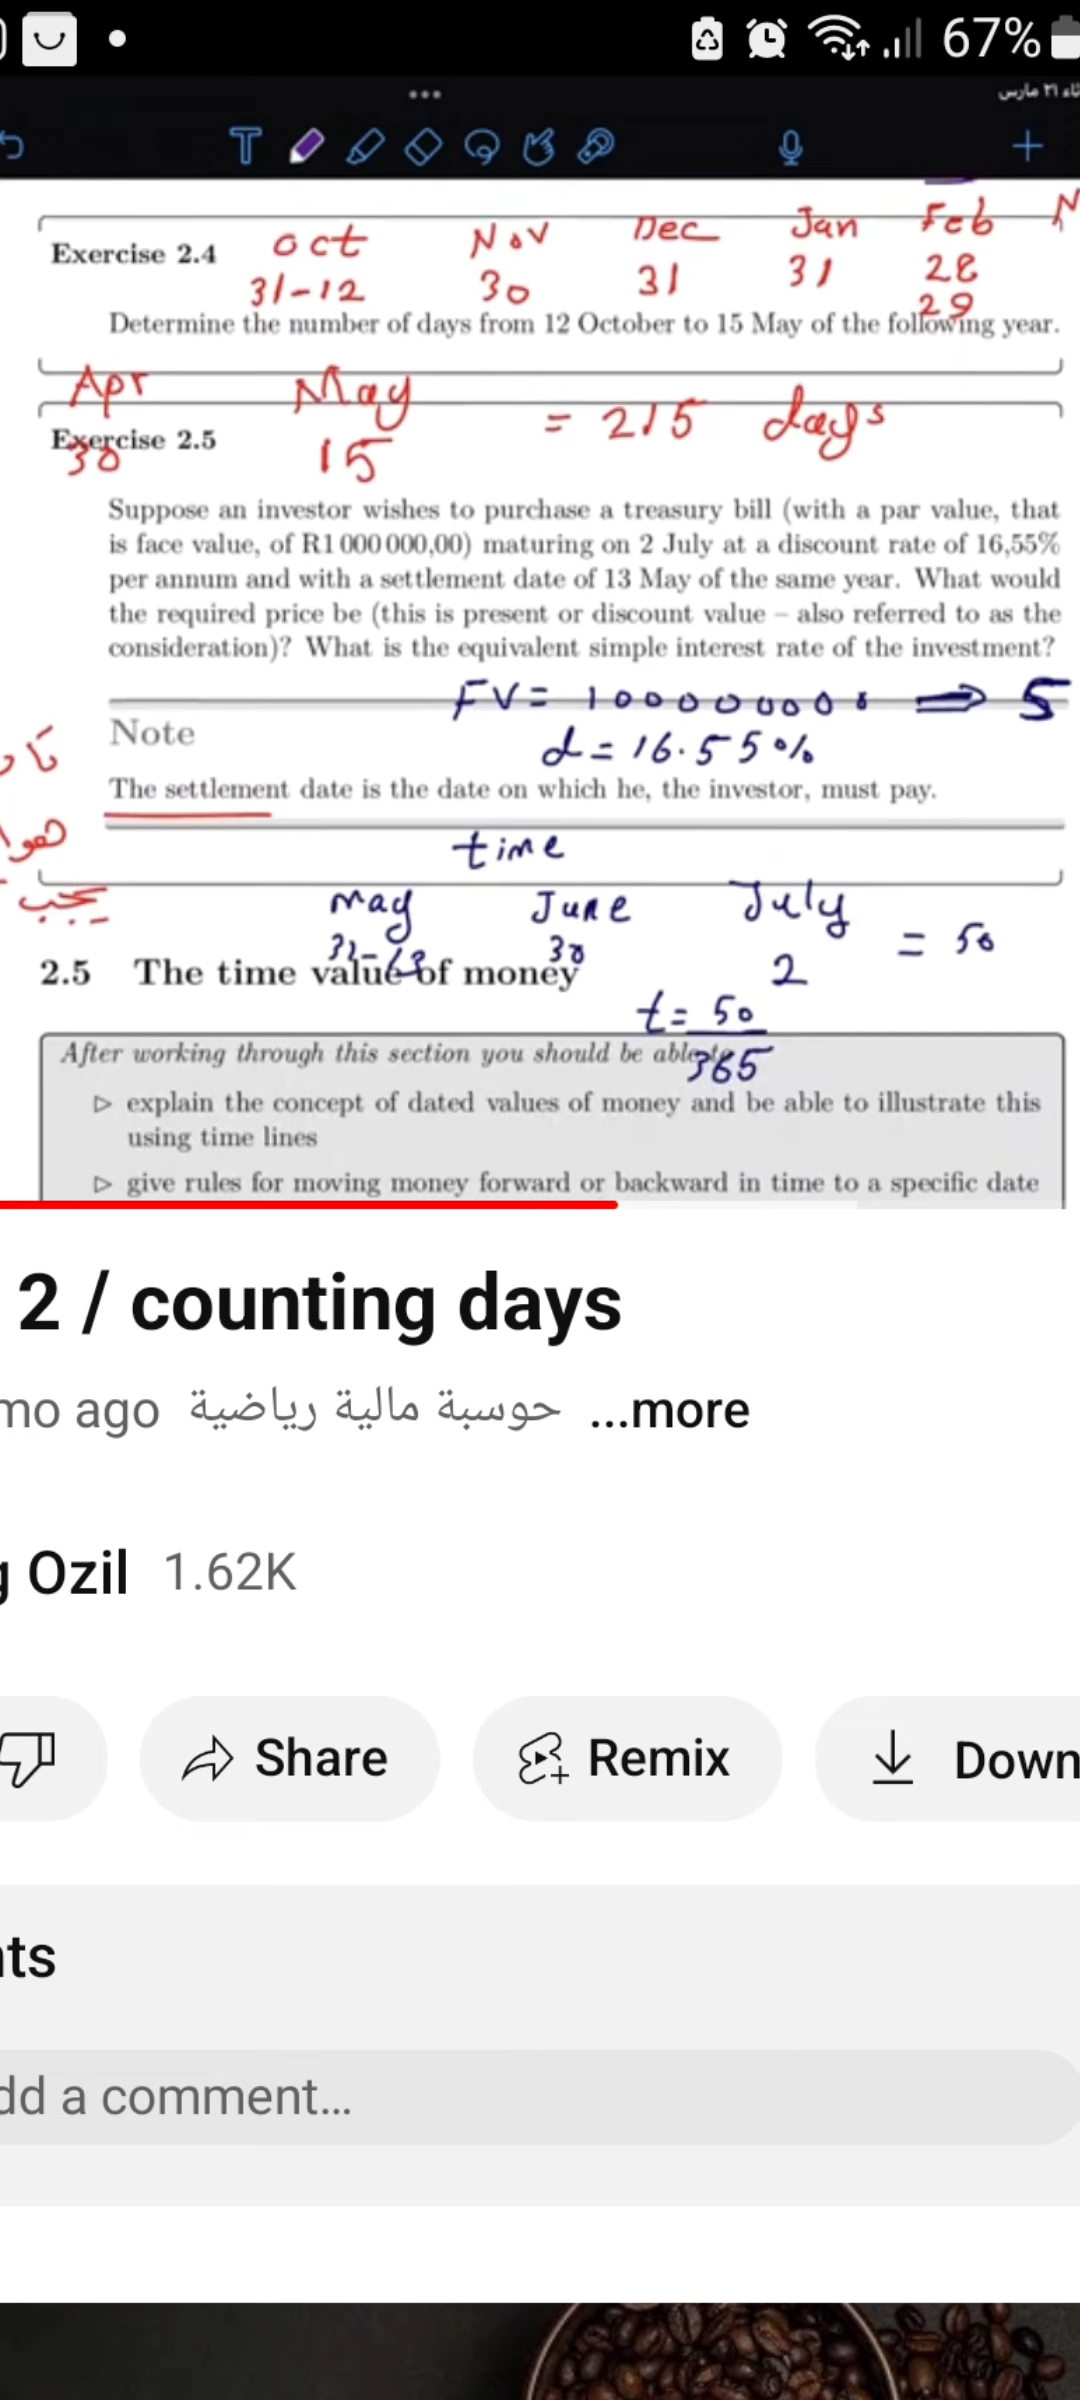 67%
مارس ٢١
Oct Nov Dec Jan Feb
Exercise 2.4
31-12 30 31 31 28
29
Determine the number of days from 12 October to 15 May of the following year.
Apr May = 215 days
Exercise 2.5
30 15
Suppose an investor wishes to purchase a treasury bill (with a par value, that
is face value, of R1 000 000,00) maturing on 2 July at a discount rate of 16,55%
per annum and with a settlement date of 13 May of the same year. What would
the required price be (this is present or discount value – also referred to as the
consideration)? What is the equivalent simple interest rate of the investment?
Note
d = 16.55%
The settlement date is the date on which he, the investor, must pay.
time
يجب
May June July
31-13 30 2 = 50
2.5 The time value of money
t = 50
365
After working through this section you should be able to
▷ explain the concept of dated values of money and be able to illustrate this
using time lines
▷ give rules for moving money forward or backward in time to a specific date
2 / counting days
mo ago حوسبة مالية رياضية ...more
g Ozil 1.62K
Share Remix Down
nts
dd a comment...